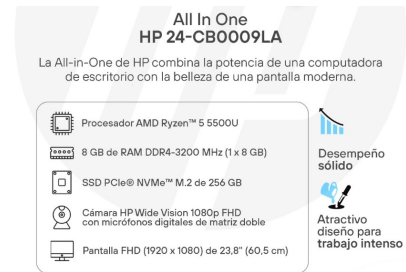 All In One
HP 24-CB0009LA
La All-in-One de HP combina la potencia de una computadora
de escritorio con la belleza de una pantalla moderna.
Procesador AMD Ryzen™ 5 5500U
8 GB de RAM DDR4-3200 MHz (1 x 8 GB)
SSD PCIe® NVMe™ M.2 de 256 GB
Cámara HP Wide Vision 1080p FHD
con micrófonos digitales de matriz doble
Pantalla FHD (1920 x 1080) de 23,8" (60,5 cm)
Desempeño
sólido
Atractivo
diseño para
trabajo intenso